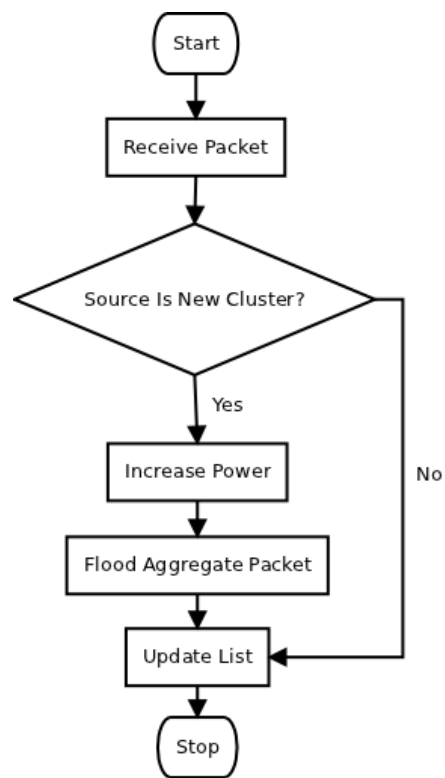 Start
Receive Packet
Source Is New Cluster?
Yes
Increase Power
No
Flood Aggregate Packet
Update List
Stop